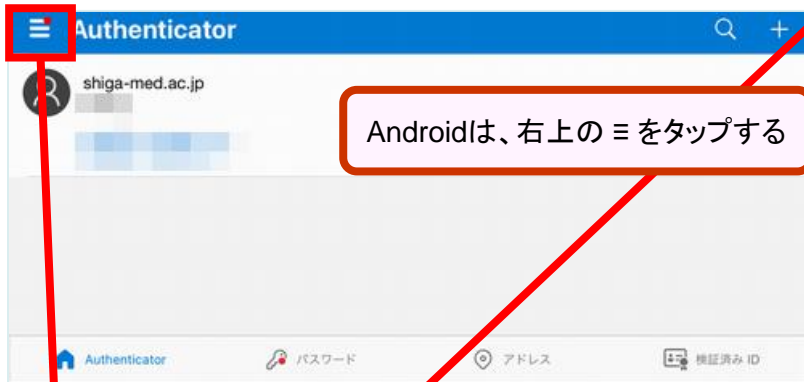 Authenticator
shiga-med.ac.jp
Androidは、右上の ≡ をタップする
Authenticator
パスワード
アドレス
検証済み ID